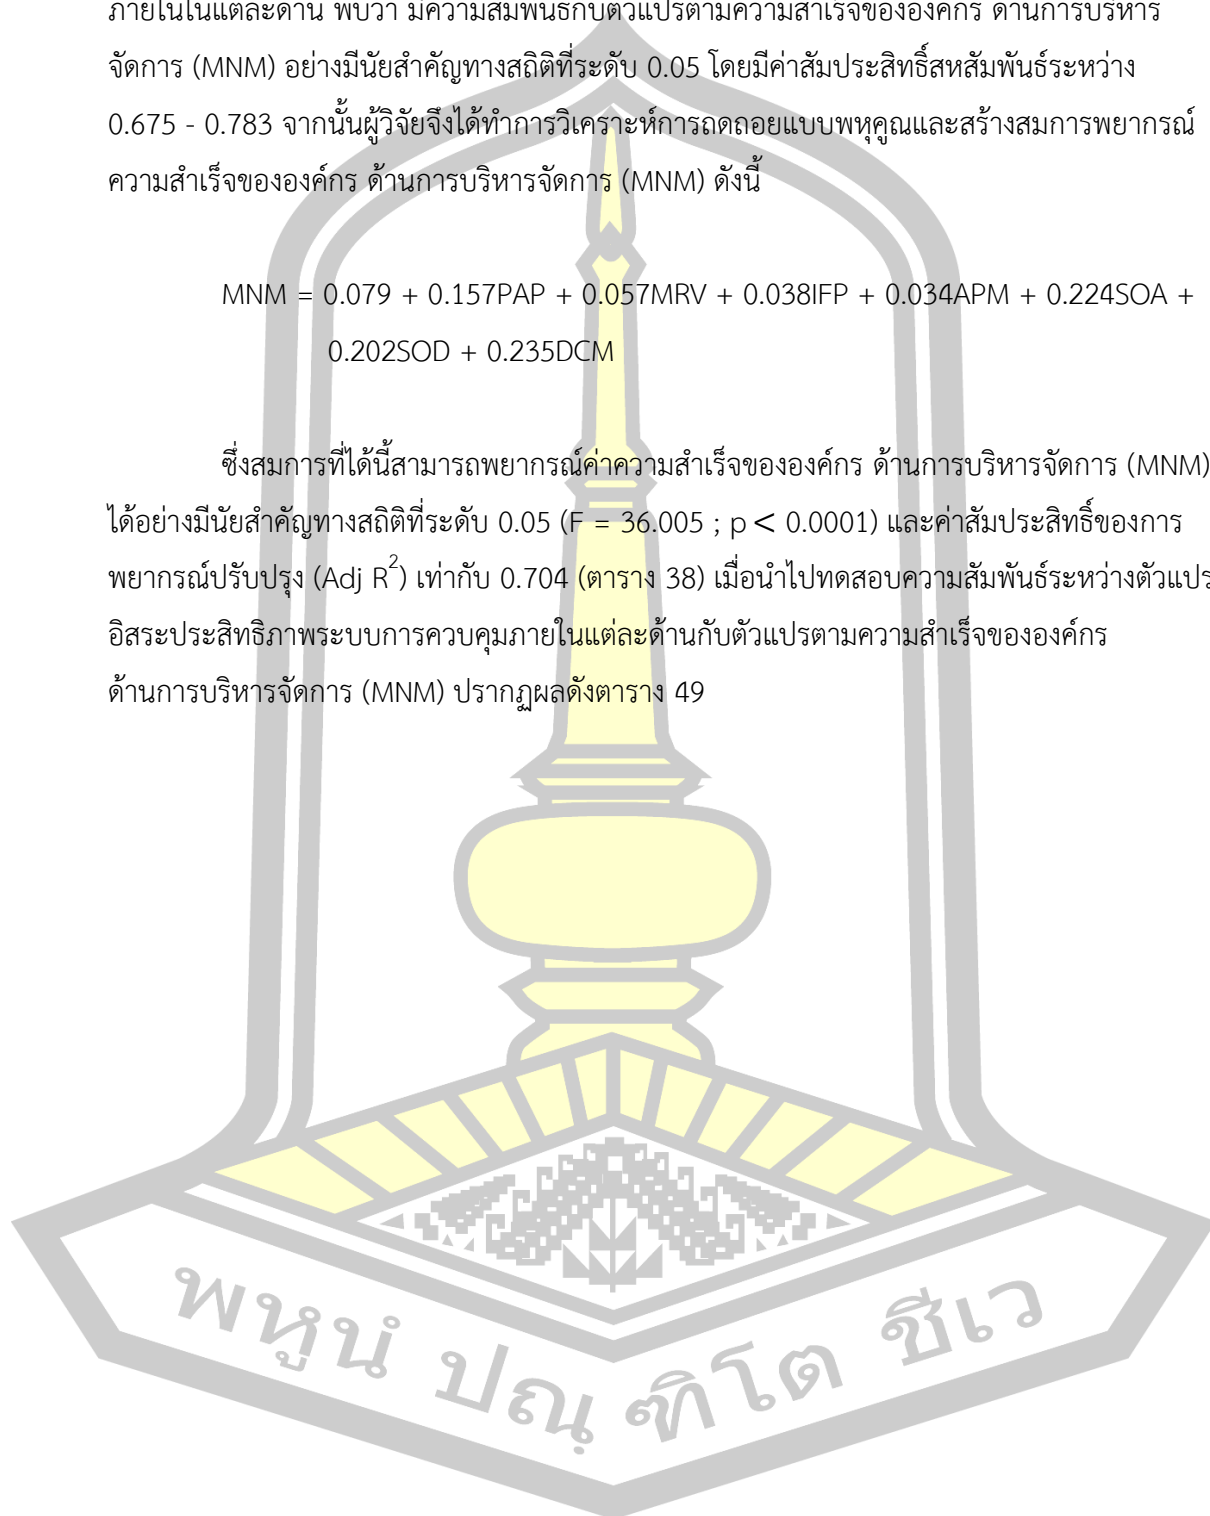 ภายในในแต่ละด้าน พบว่า มีความสัมพันธ์กับตัวแปรตามความสำเร็จขององค์กร ด้านการบริหาร
จัดการ (MNM) อย่างมีนัยสำคัญทางสถิติที่ระดับ 0.05 โดยมีค่าสัมประสิทธิ์สหสัมพันธ์ระหว่าง
0.675 - 0.783 จากนั้นผู้วิจัยจึงได้ทำการวิเคราะห์การถดถอยแบบพหุคูณและสร้างสมการพยากรณ์
ความสำเร็จขององค์กร ด้านการบริหารจัดการ (MNM) ดังนี้
MNM = 0.079 + 0.157PAP + 0.057MRV + 0.038IFP + 0.034APM + 0.224SOA +
0.202SOD + 0.235DCM
ซึ่งสมการที่ได้นี้สามารถพยากรณ์ค่าความสำเร็จขององค์กร ด้านการบริหารจัดการ (MNM)
ได้อย่างมีนัยสำคัญทางสถิติที่ระดับ 0.05 (F = 36.005 ; p < 0.0001) และค่าสัมประสิทธิ์ของการ
พยากรณ์ปรับปรุง (Adj R²) เท่ากับ 0.704 (ตาราง 38) เมื่อนำไปทดสอบความสัมพันธ์ระหว่างตัวแปร
อิสระประสิทธิภาพระบบการควบคุมภายในแต่ละด้านกับตัวแปรตามความสำเร็จขององค์กร
ด้านการบริหารจัดการ (MNM) ปรากฏผลดังตาราง 49
พหูนํ ปณฺ ฑิโต ชีเว